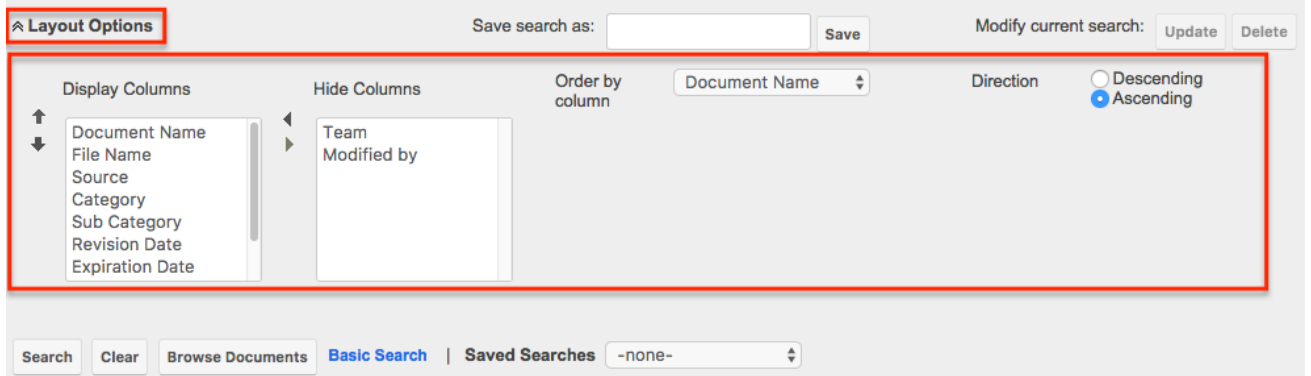 Layout Options Save search as: Save Modify current search: Update Delete
Display Columns Hide Columns Order by column Document Name Direction Descending
Ascending
Document Name Team
File Name Modified by
Source
Category
Sub Category
Revision Date
Expiration Date
Search Clear Browse Documents Basic Search | Saved Searches -none-